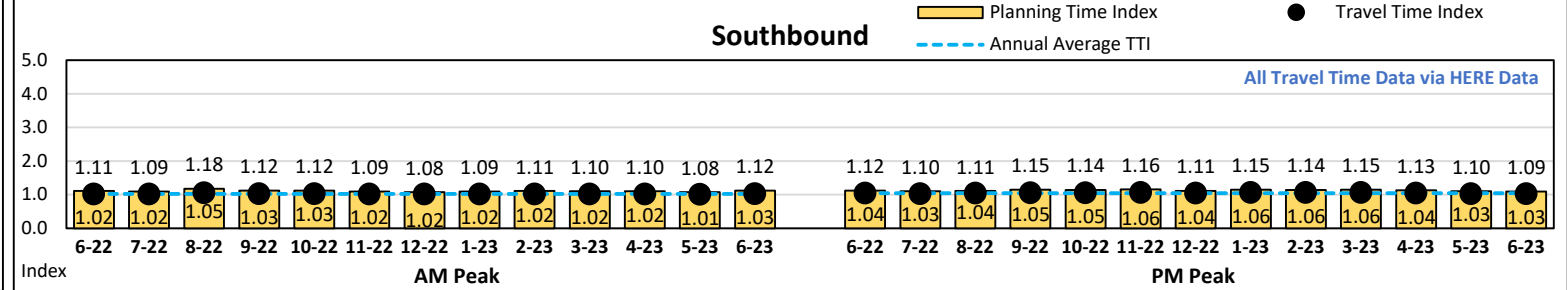 Planning Time Index
Travel Time Index
Southbound
Annual Average TTI
5.0
All Travel Time Data via HERE Data
4.0
3.0
2.0
1.11 1.09 1.18 1.12 1.12 1.09 1.08 1.09 1.11 1.10 1.10 1.08 1.12 1.12 1.10 1.11 1.15 1.14 1.16 1.11 1.15 1.14 1.15 1.13 1.10 1.09
1.0
1.02 1.02 1.05 1.03 1.03 1.02 1.02 1.02 1.02 1.02 1.02 1.01 1.03 1.04 1.03 1.04 1.05 1.05 1.06 1.04 1.06 1.06 1.06 1.04 1.03 1.03
0.0
6-22 7-22 8-22 9-22 10-22 11-22 12-22 1-23 2-23 3-23 4-23 5-23 6-23 6-22 7-22 8-22 9-22 10-22 11-22 12-22 1-23 2-23 3-23 4-23 5-23 6-23
Index
AM Peak
PM Peak